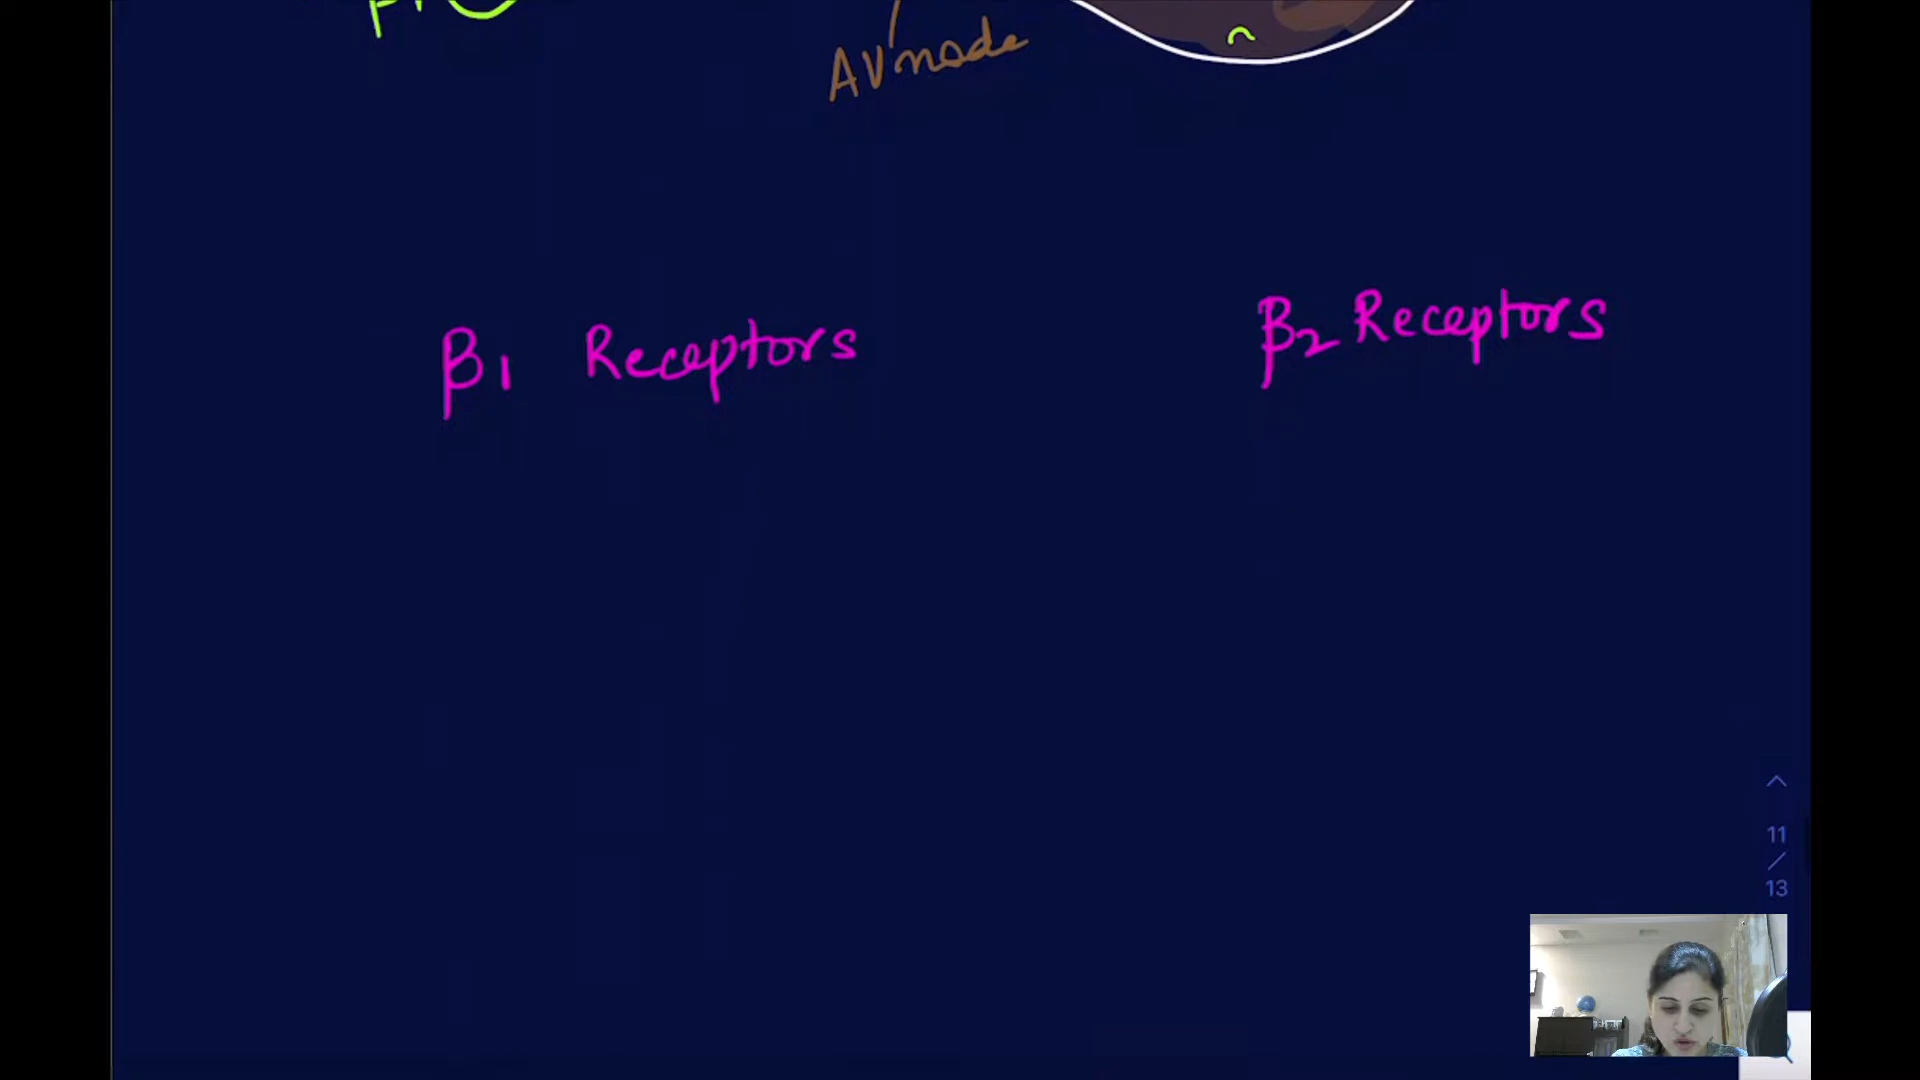 AV node
β1 Receptors
β2 Receptors
11
/
13